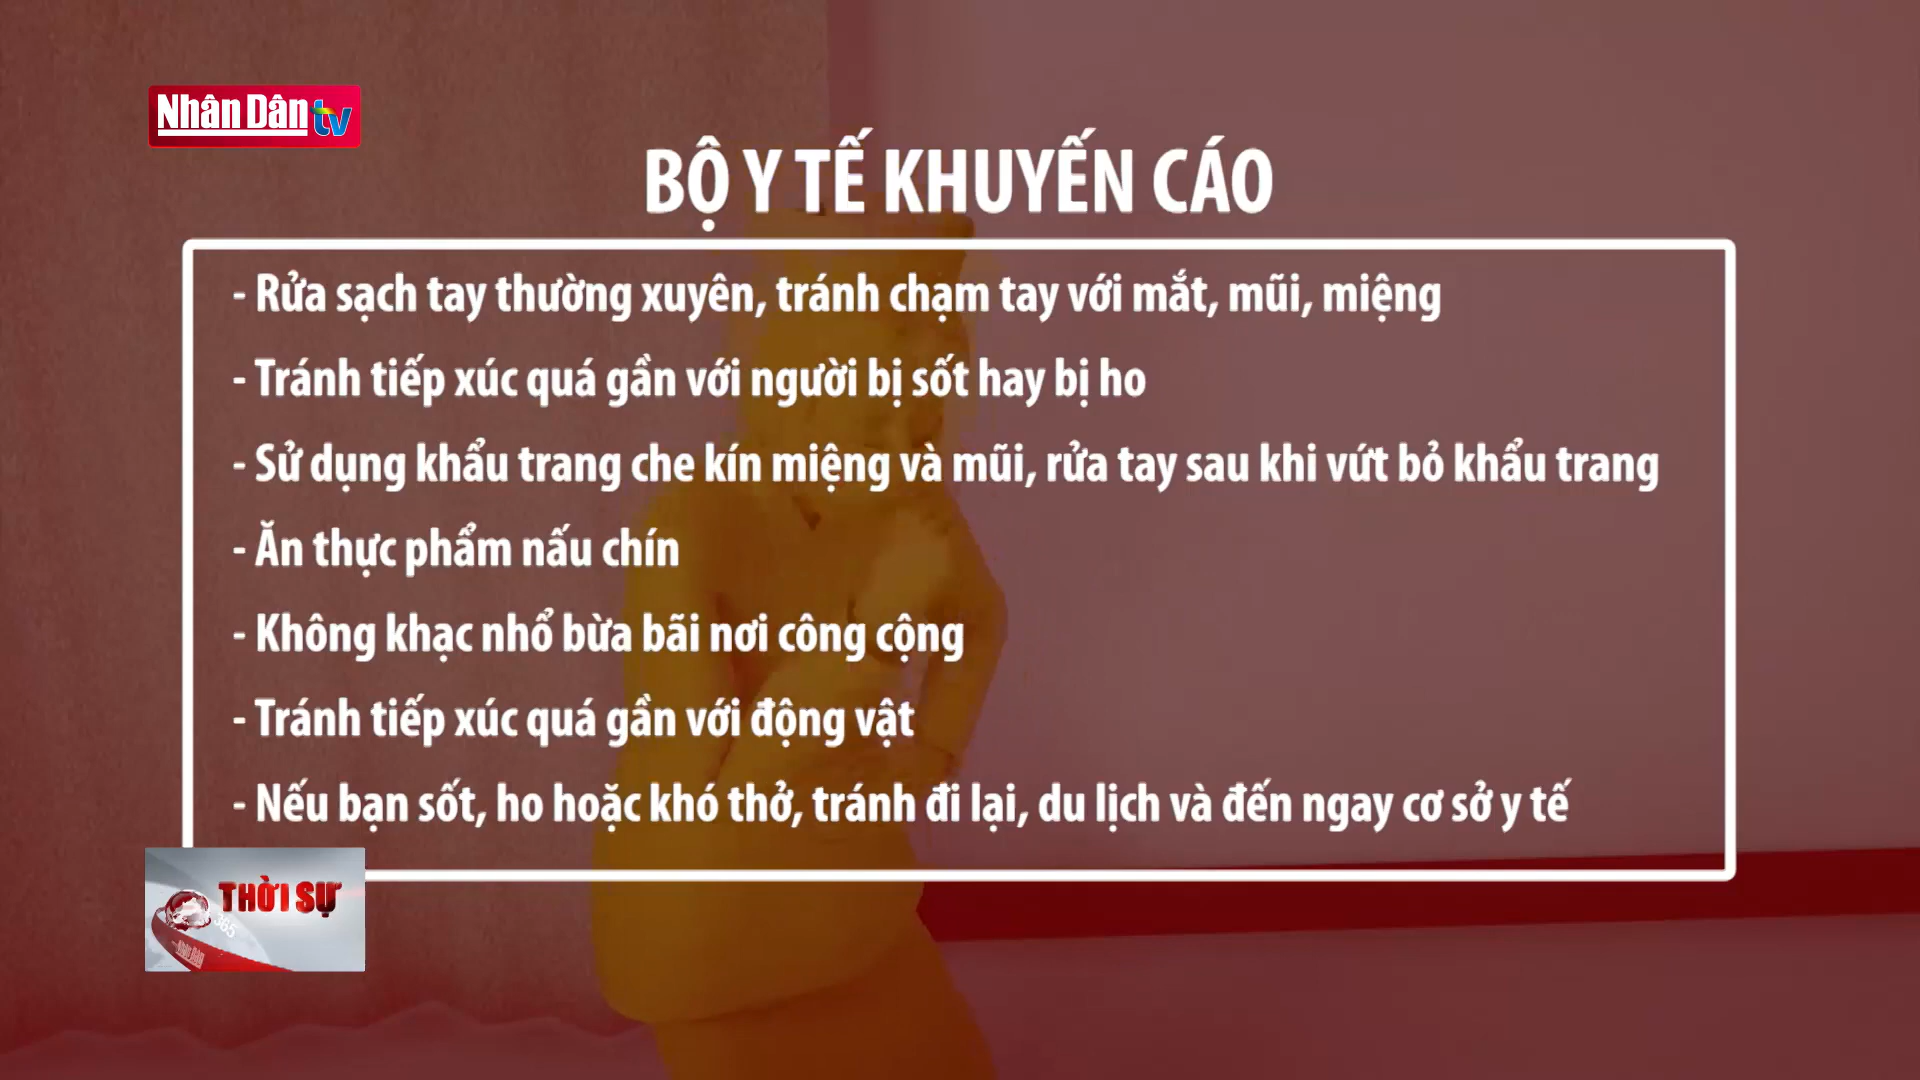 Nhân Dân tv
BỘ Y TẾ KHUYẾN CÁO
- Rửa sạch tay thường xuyên, tránh chạm tay với mắt, mũi, miệng
- Tránh tiếp xúc quá gần với người bị sốt hay bị ho
- Sử dụng khẩu trang che kín miệng và mũi, rửa tay sau khi vứt bỏ khẩu trang
- Ăn thực phẩm nấu chín
- Không khạc nhổ bừa bãi nơi công cộng
- Tránh tiếp xúc quá gần với động vật
- Nếu bạn sốt, ho hoặc khó thở, tránh đi lại, du lịch và đến ngay cơ sở y tế
THỜI SỰ
365
Nhân Dân